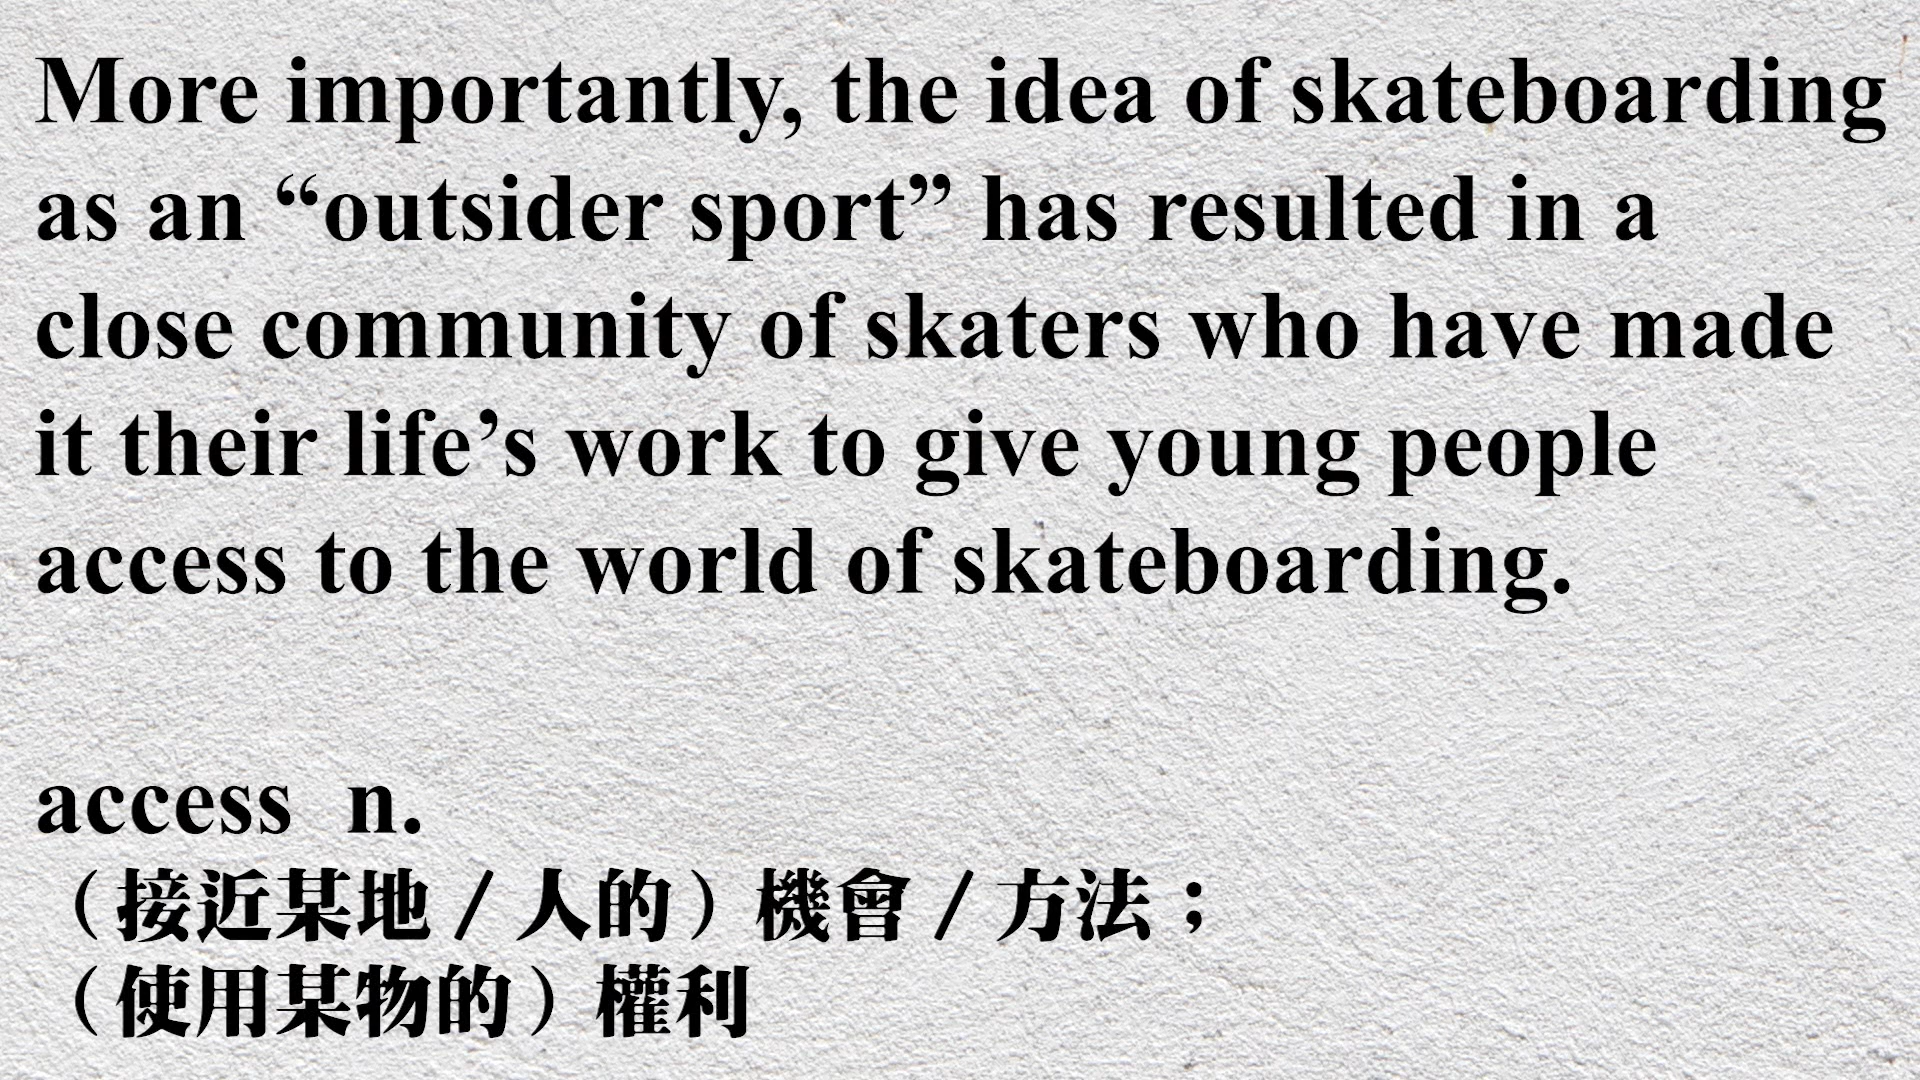 More importantly, the idea of skateboarding
as an “outsider sport” has resulted in a
close community of skaters who have made
it their life’s work to give young people
access to the world of skateboarding.
access n.
（接近某地／人的）機會／方法；
（使用某物的）權利